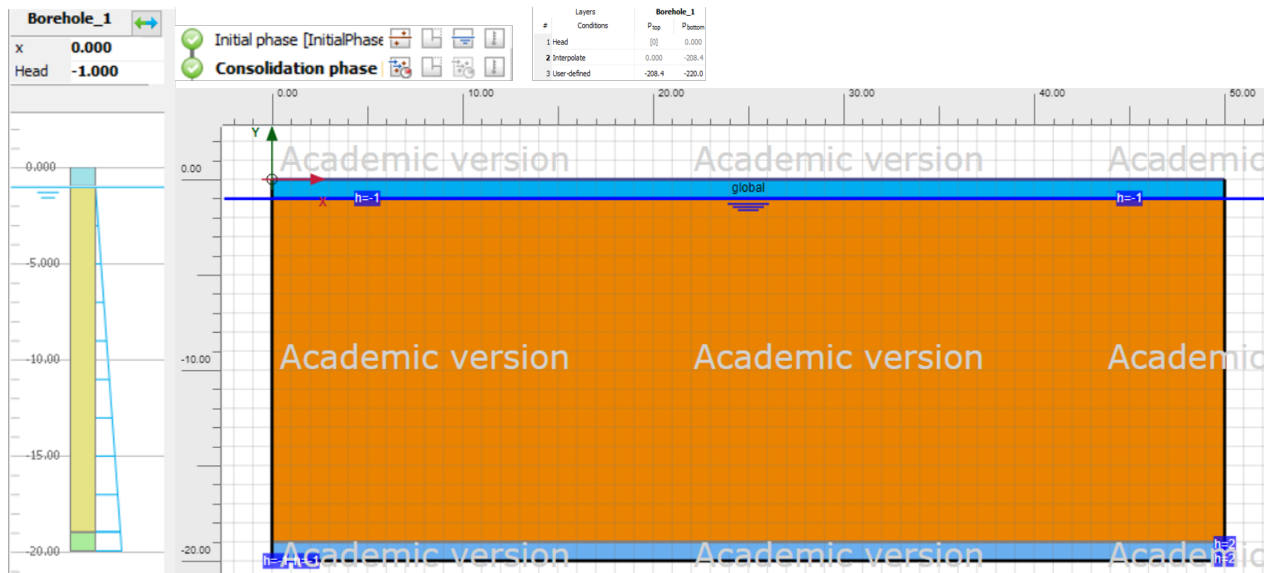 Borehole_1
x 0.000
Head -1.000
Initial phase [InitialPhase
Consolidation phase
Layers Borehole_1
# Conditions Ptop Pbottom
1 Head [0] 0.000
2 Interpolate 0.000 -208.4
3 User-defined -208.4 -220.0
0.000
-5.000
-10.00
-15.00
-20.00
0.00 10.00 20.00 30.00 40.00 50.00
Y
0.00
Academic version Academic version Academic
global
X
h=-1 h=-1
-10.00
Academic version Academic version Academic
-20.00
Academic version Academic version Academic
h=2
h=2